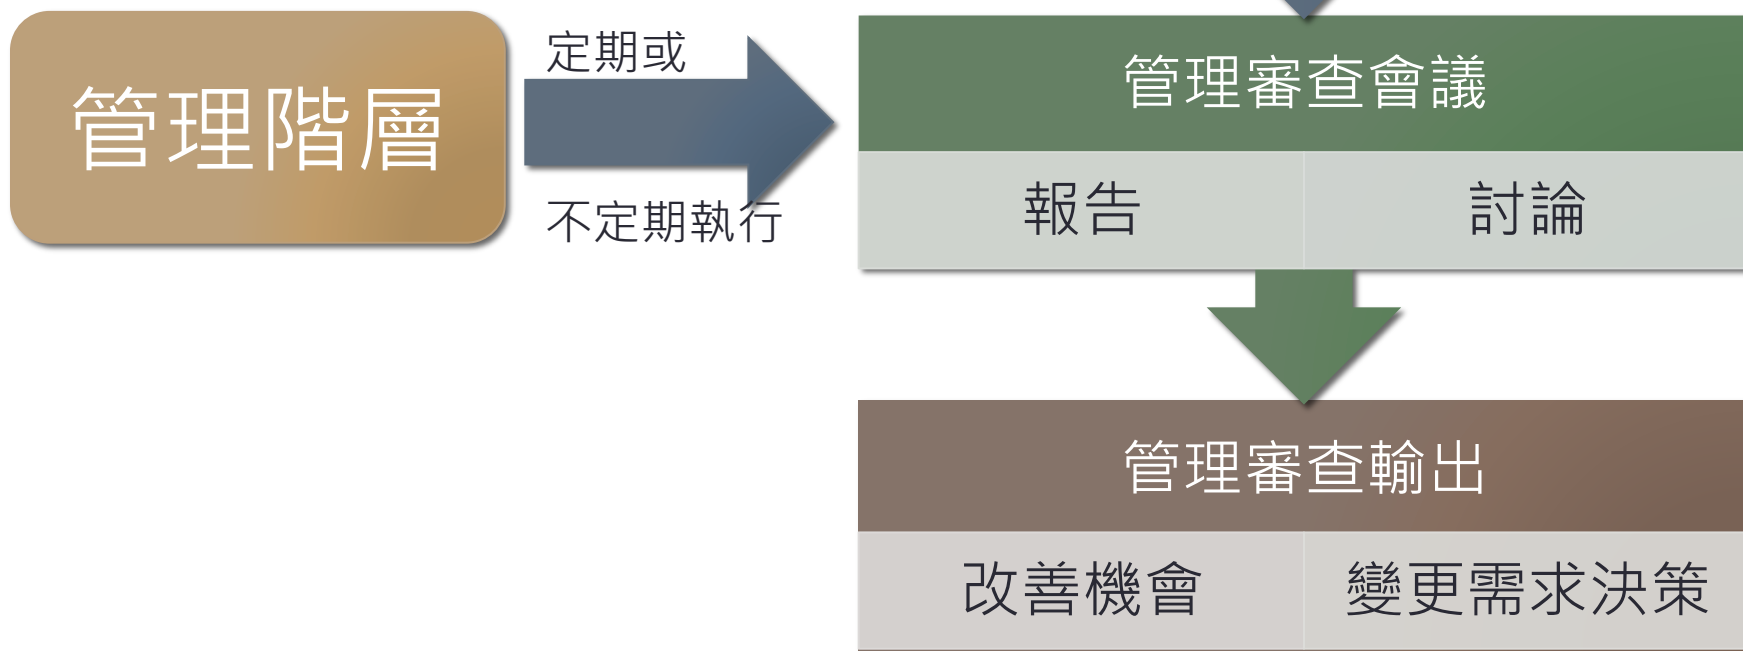 管理階層
定期或
不定期執行
管理審查會議
報告
討論
管理審查輸出
改善機會
變更需求決策